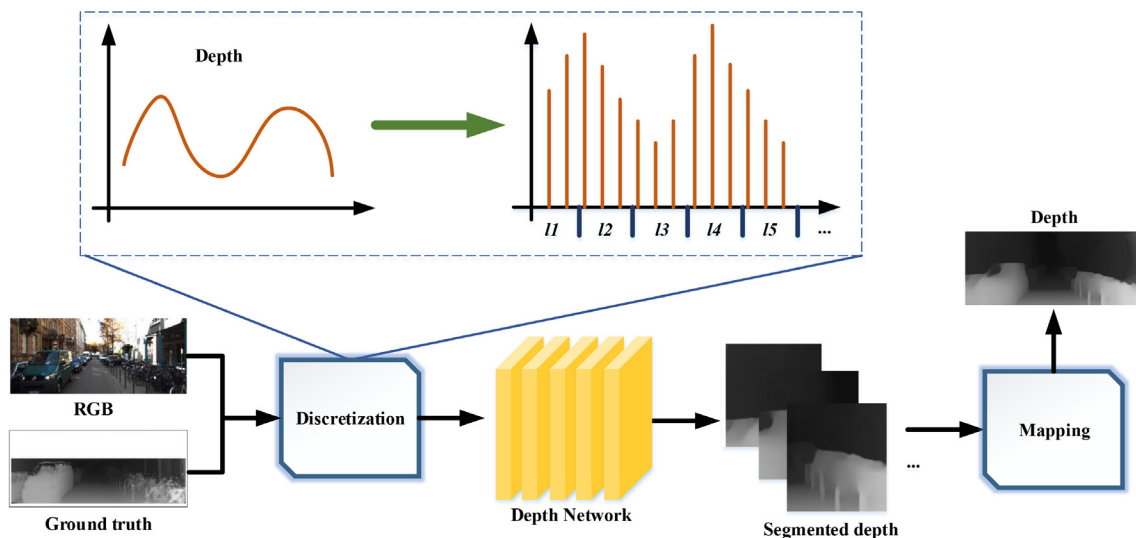 Depth
l1 l2 l3 l4 l5 ...
Depth
RGB
Discretization
Mapping
...
Ground truth
Depth Network
Segmented depth